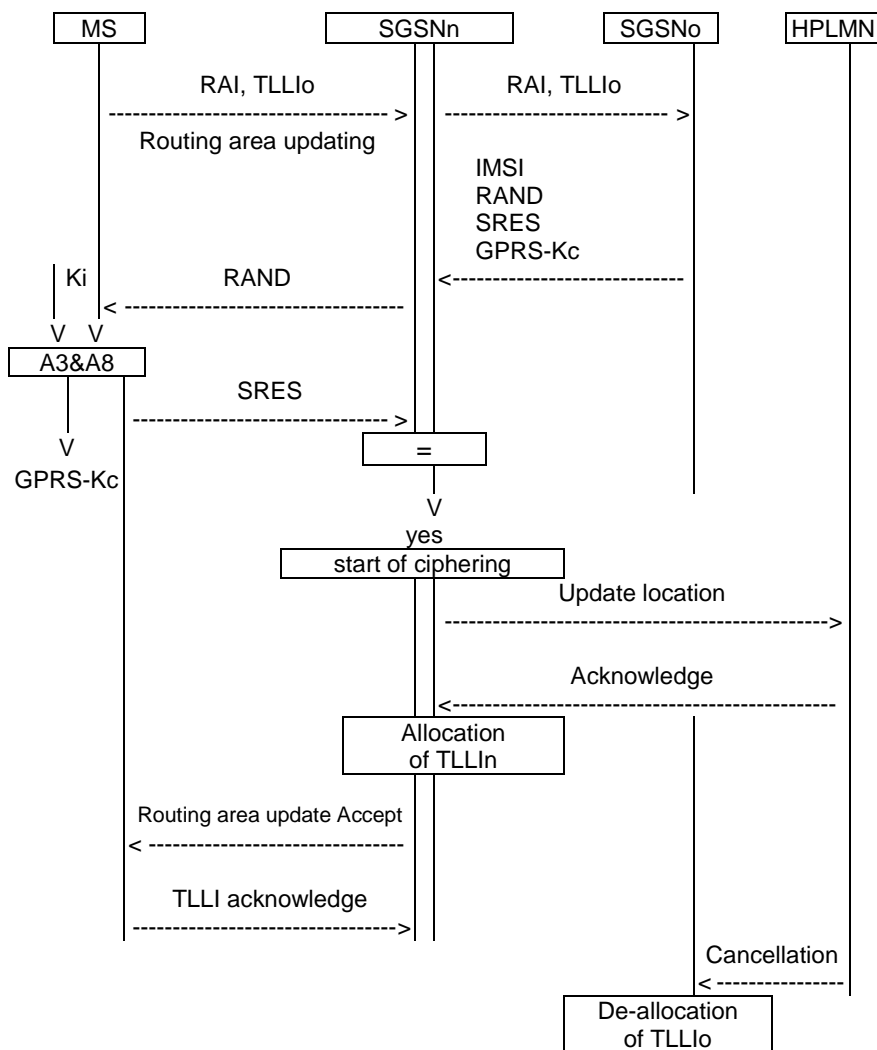 MS SGSNn SGSNo HPLMN
RAI, TLLIo RAI, TLLIo
Routing area updating
IMSI
RAND
SRES
GPRS-Kc
Ki RAND
A3&A8
SRES
=
GPRS-Kc
yes
start of ciphering
Update location
Acknowledge
Allocation
of TLLIn
Routing area update Accept
TLLI acknowledge
Cancellation
De-allocation
of TLLIo